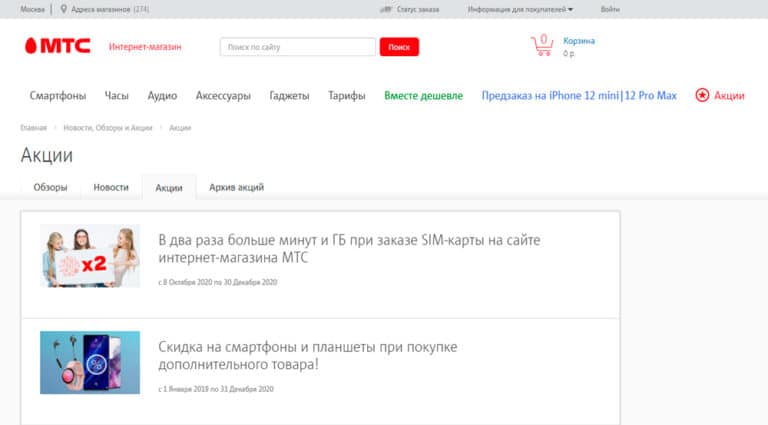 Москва Адреса магазинов (274) Статус заказа Информация для покупателей Войти
МТС Интернет-магазин Поиск по сайту Поиск 0 Корзина
0 р.
Смартфоны Часы Аудио Аксессуары Гаджеты Тарифы Вместе дешевле Предзаказ на iPhone 12 mini|12 Pro Max Акции
Главная Новости, Обзоры и Акции Акции
Акции
Обзоры Новости Акции Архив акций
x2
В два раза больше минут и ГБ при заказе SIM-карты на сайте
интернет-магазина МТС
с 8 Октября 2020 по 30 Декабря 2020
Скидка на смартфоны и планшеты при покупке
дополнительного товара!
с 1 Января 2019 по 31 Декабря 2020